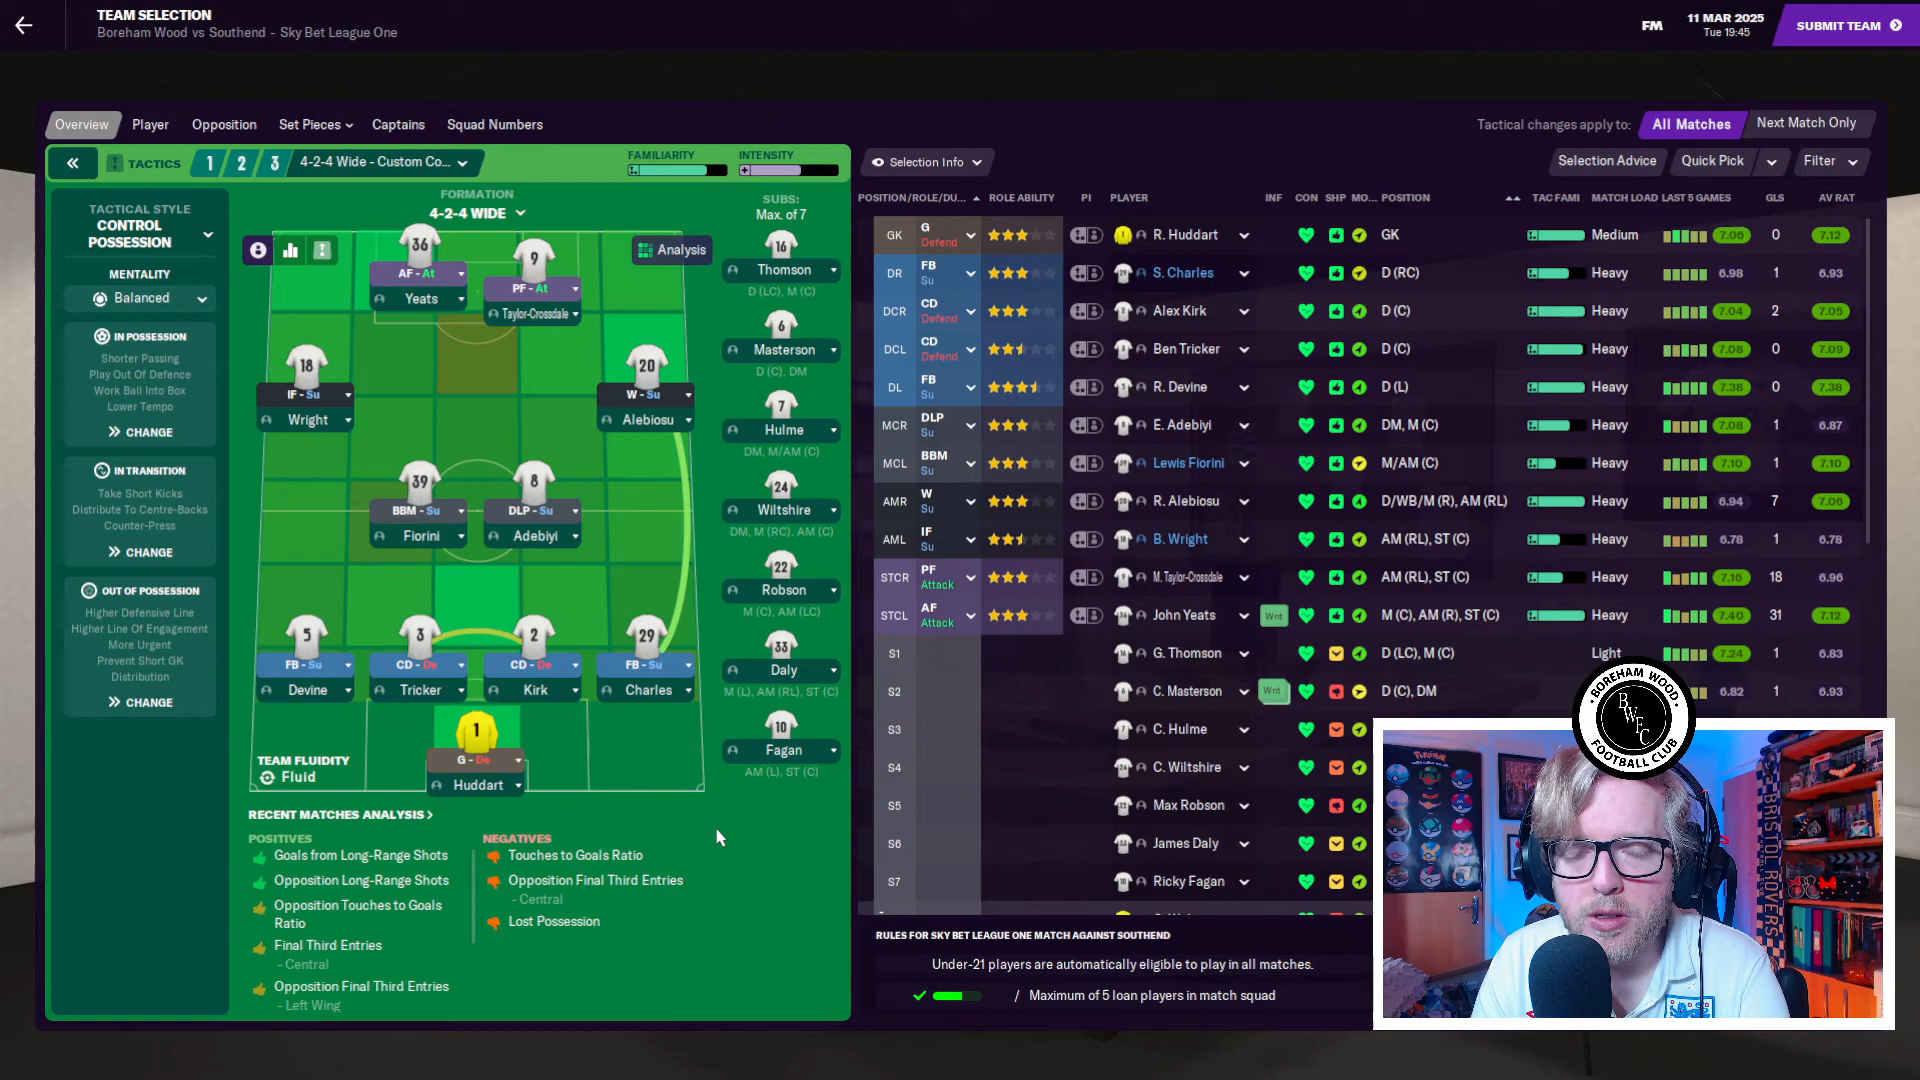 TEAM SELECTION
Boreham Wood vs Southend - Sky Bet League One
FM
11 MAR 2025
Tue 19:45
SUBMIT TEAM
Overview
Player
Opposition
Set Pieces
Captains
Squad Numbers
Tactical changes apply to:
All Matches
Next Match Only
TACTICS
1
2
3
4-2-4 Wide - Custom Co...
FAMILIARITY
INTENSITY
Selection Info
Selection Advice
Quick Pick
Filter
TACTICAL STYLE
CONTROL
POSSESSION
MENTALITY
Balanced
IN POSSESSION
Shorter Passing
Play Out Of Defence
Work Ball Into Box
Lower Tempo
CHANGE
IN TRANSITION
Take Short Kicks
Distribute To Centre-Backs
Counter-Press
CHANGE
OUT OF POSSESSION
Higher Defensive Line
Higher Line Of Engagement
More Urgent
Prevent Short GK
Distribution
CHANGE
FORMATION
4-2-4 WIDE
Analysis
36
AF - At
Yeats
9
PF - At
Taylor-Crossdale
18
IF - Su
Wright
20
W - Su
Alebiosu
39
BBM - Su
Fiorini
8
DLP - Su
Adebiyi
5
FB - Su
Devine
3
CD - De
Tricker
2
CD - De
Kirk
29
FB - Su
Charles
1
G - De
Huddart
TEAM FLUIDITY
Fluid
SUBS:
Max. of 7
16
Thomson
D (LC), M (C)
6
Masterson
D (C), DM
7
Hulme
DM, M/AM (C)
24
Wiltshire
DM, M (RC), AM (C)
22
Robson
M (C), AM (LC)
33
Daly
M (L), AM (RL), ST (C)
10
Fagan
AM (L), ST (C)
RECENT MATCHES ANALYSIS >
POSITIVES
Goals from Long-Range Shots
Opposition Long-Range Shots
Opposition Touches to Goals
Ratio
Final Third Entries
- Central
Opposition Final Third Entries
- Left Wing
NEGATIVES
Touches to Goals Ratio
Opposition Final Third Entries
- Central
Lost Possession
POSITION/ROLE/DU... ROLE ABILITY PI PLAYER INF CON SHP MO... POSITION TAC FAMI MATCH LOAD LAST 5 GAMES GLS AV RAT
GK G Defend R. Huddart GK Medium 7.06 0 7.12
DR FB Su S. Charles D (RC) Heavy 6.98 1 6.93
DCR CD Defend Alex Kirk D (C) Heavy 7.04 2 7.05
DCL CD Defend Ben Tricker D (C) Heavy 7.08 0 7.09
DL FB Su R. Devine D (L) Heavy 7.38 0 7.38
MCR DLP Su E. Adebiyi DM, M (C) Heavy 7.08 1 6.87
MCL BBM Su Lewis Fiorini M/AM (C) Heavy 7.10 1 7.10
AMR W Su R. Alebiosu D/WB/M (R), AM (RL) Heavy 6.94 7 7.06
AML IF Su B. Wright AM (RL), ST (C) Heavy 6.78 1 6.78
STCR PF Attack M. Taylor-Crossdale AM (RL), ST (C) Heavy 7.16 18 6.96
STCL AF Attack John Yeats Wnt M (C), AM (R), ST (C) Heavy 7.40 31 7.12
S1 G. Thomson D (LC), M (C) Light 7.24 1 6.83
S2 C. Masterson Wnt D (C), DM 6.82 1 6.93
S3 C. Hulme
S4 C. Wiltshire
S5 Max Robson
S6 James Daly
S7 Ricky Fagan
RULES FOR SKY BET LEAGUE ONE MATCH AGAINST SOUTHEND
Under-21 players are automatically eligible to play in all matches.
/ Maximum of 5 loan players in match squad
BOREHAM WOOD
BWFC
FOOTBALL CLUB
BRISTOL ROVERS